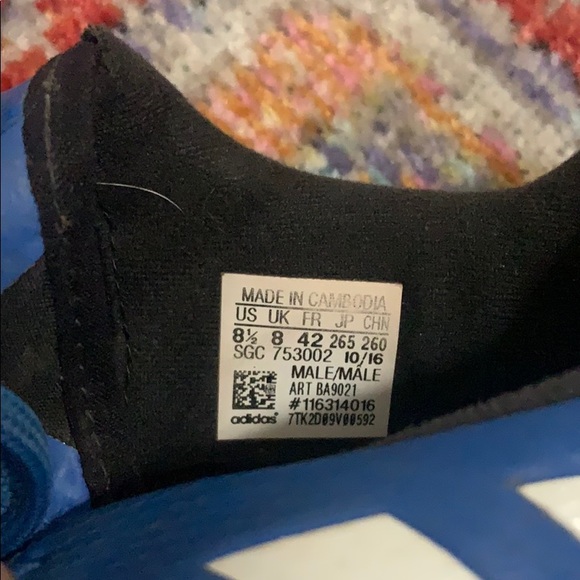 MADE IN CAMBODIA
US UK FR JP CHN
8½ 8 42 265 260
SGC 753002 10/16
MALE/MÂLE
ART BA9021
#116314016
adidas® 7TK2D09V00592